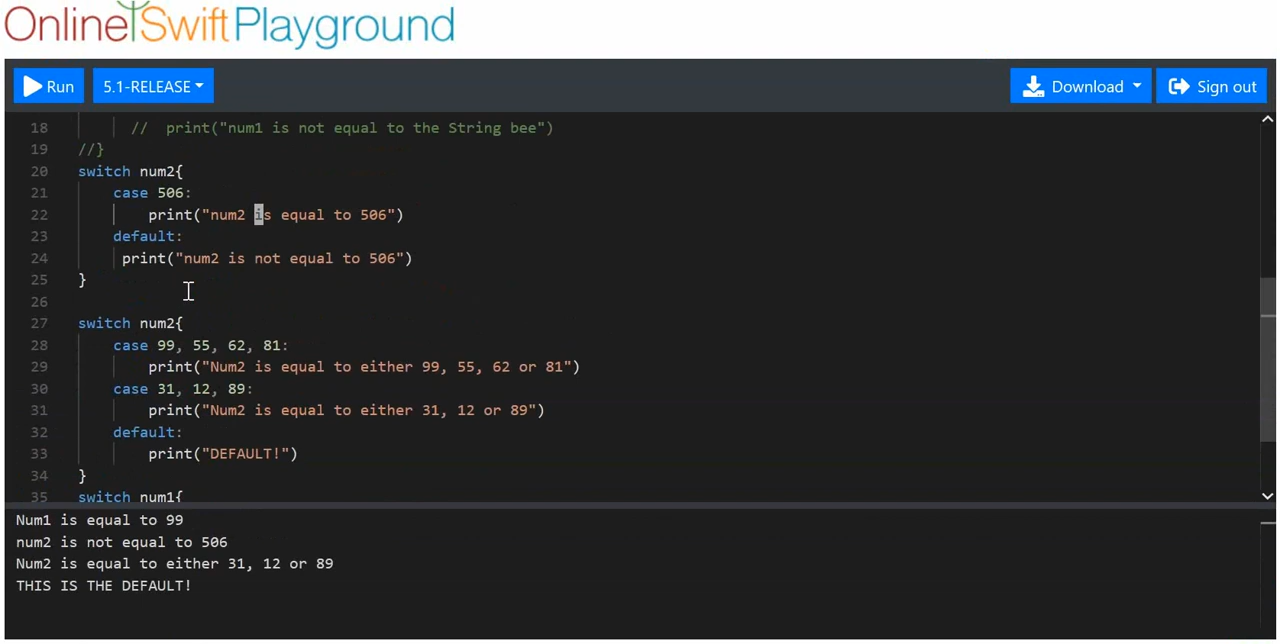 Online Swift Playground
Run 5.1-RELEASE Download Sign out
18 // print("num1 is not equal to the String bee")
19 //}
20 switch num2{
21 case 506:
22 print("num2 is equal to 506")
23 default:
24 print("num2 is not equal to 506")
25 }
26
27 switch num2{
28 case 99, 55, 62, 81:
29 print("Num2 is equal to either 99, 55, 62 or 81")
30 case 31, 12, 89:
31 print("Num2 is equal to either 31, 12 or 89")
32 default:
33 print("DEFAULT!")
34 }
35 switch num1{
Num1 is equal to 99
num2 is not equal to 506
Num2 is equal to either 31, 12 or 89
THIS IS THE DEFAULT!